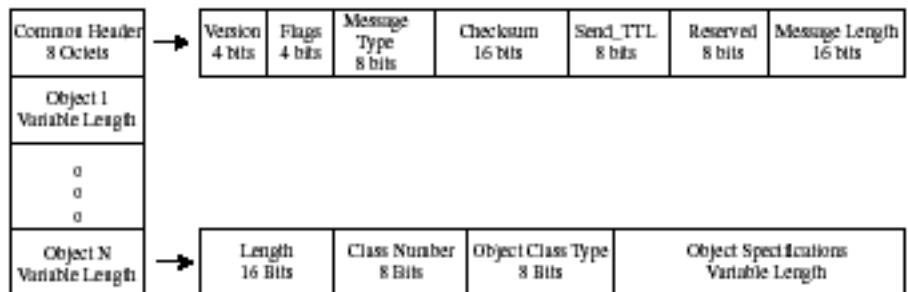 Common Header
8 Octets
Version
4 bits
Flags
4 bits
Message
Type
8 bits
Checksum
16 bits
Send_TTL
8 bits
Reserved
8 bits
Message Length
16 bits
Object 1
Variable Length
o
o
o
Object N
Variable Length
Length
16 Bits
Class Number
8 Bits
Object Class Type
8 Bits
Object Specifications
Variable Length